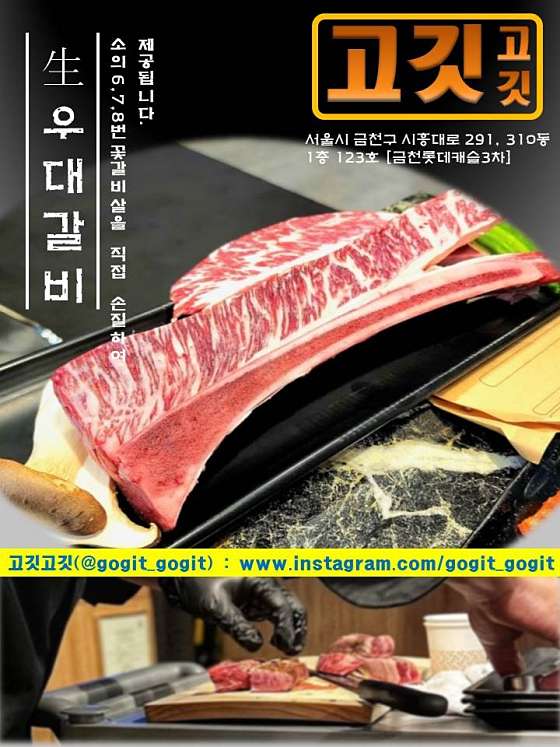 고깃고깃
서울시 금천구 시흥대로 291, 310동
1층 123호 [금천롯데캐슬3차]
生 우대갈비
소의 6,7,8번 꽃갈비살을 직접 손질하여
제공됩니다.
고깃고깃(@gogit_gogit) : www.instagram.com/gogit_gogit